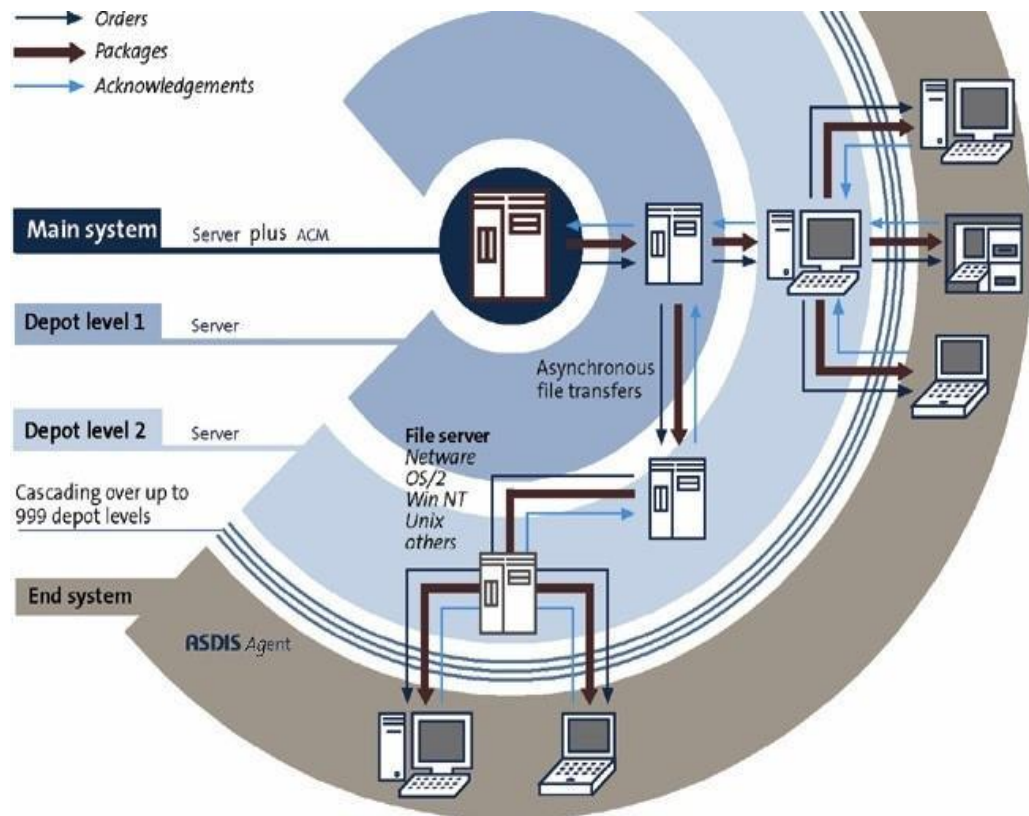 Orders
Packages
Acknowledgements
Main system
Server plus ACM
Depot level 1
Server
Depot level 2
Server
Cascading over up to
999 depot levels
End system
ASDIS Agent
Asynchronous
file transfers
File server
Netware
OS/2
Win NT
Unix
others